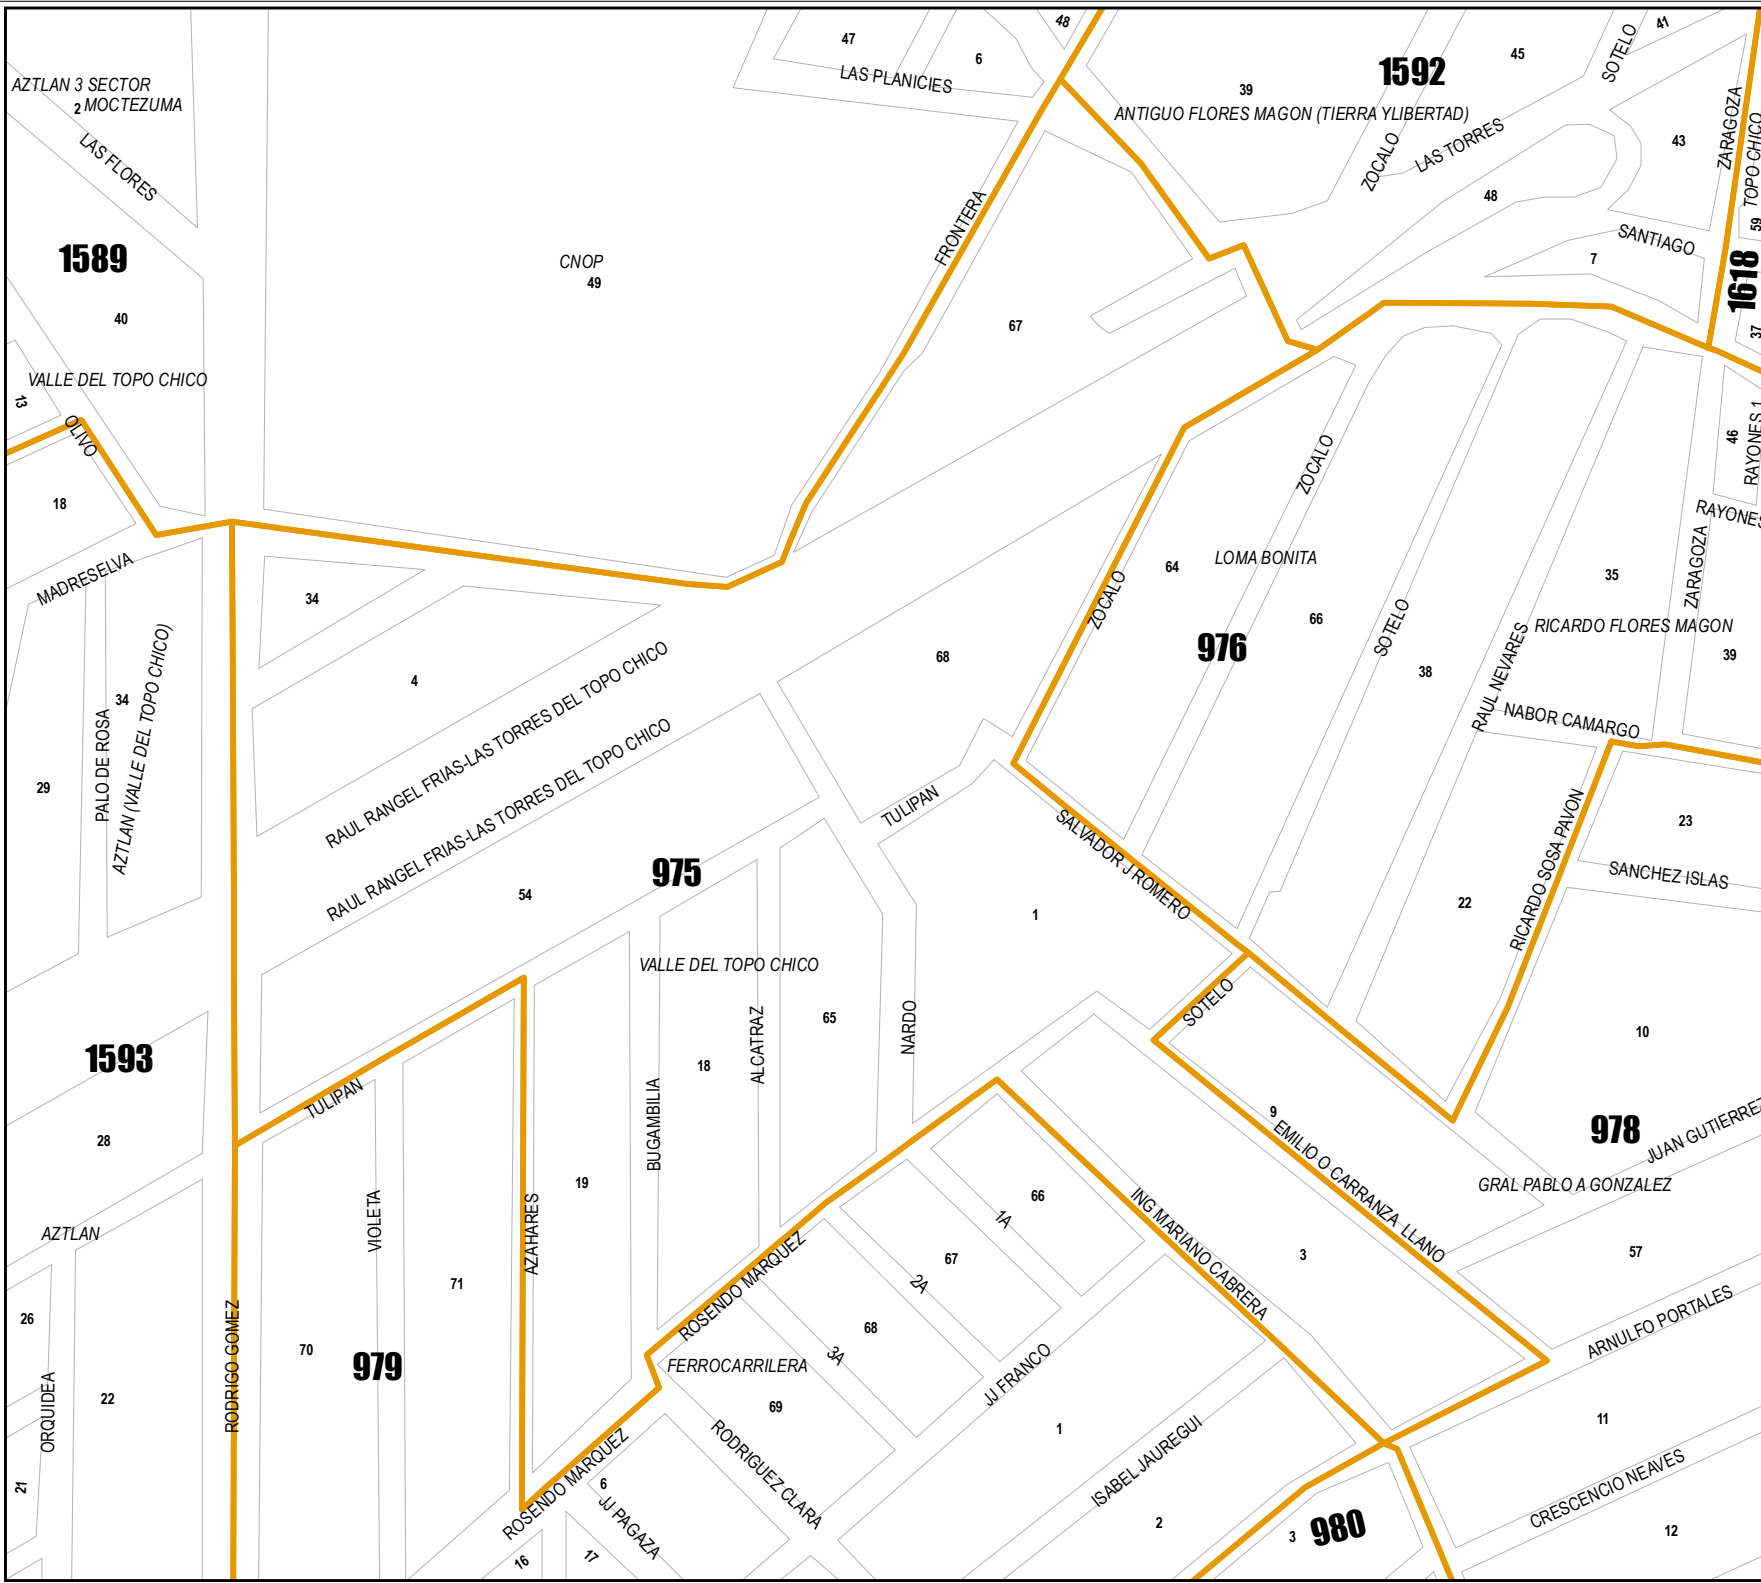 48
47
6
LAS PLANICIES
AZTLAN 3 SECTOR
2 MOCTEZUMA
LAS FLORES
1592
39
ANTIGUO FLORES MAGON (TIERRA YLIBERTAD)
45
SOTELO
41
ZOCALO
LAS TORRES
43
ZARAGOZA
TOPO CHICO
59
48
SANTIAGO
7
1618
37
1589
40
CNOP
49
FRONTERA
67
VALLE DEL TOPO CHICO
13
OLIVO
18
MADRESELVA
34
4
RAUL RANGEL FRIAS-LAS TORRES DEL TOPO CHICO
RAUL RANGEL FRIAS-LAS TORRES DEL TOPO CHICO
68
ZOCALO
64
LOMA BONITA
ZOCALO
66
976
SOTELO
38
RAUL NEVARES
35
RICARDO FLORES MAGON
ZARAGOZA
46
RAYONES 1
RAYONES
39
NABOR CAMARGO
34
PALO DE ROSA
AZTLAN (VALLE DEL TOPO CHICO)
29
TULIPAN
SALVADOR J ROMERO
RICARDO SOSA PAVON
23
SANCHEZ ISLAS
22
975
54
1
VALLE DEL TOPO CHICO
65
NARDO
ALCATRAZ
18
BUGAMBILIA
19
SOTELO
10
9
978
JUAN GUTIERREZ
GRAL PABLO A GONZALEZ
EMILIO O CARRANZA LLANO
1593
28
TULIPAN
AZTLAN
VIOLETA
71
AZAHARES
66
1A
67
2A
ING MARIANO CABRERA
3
57
ROSENDO MARQUEZ
68
3A
FERROCARRILERA
69
JJ FRANCO
ARNULFO PORTALES
26
ORQUIDEA
22
RODRIGO GOMEZ
70
979
21
ROSENDO MARQUEZ
6
JJ PAGAZA
RODRIGUEZ CLARA
1
ISABEL JAUREGUI
11
CRESCENCIO NEAVES
12
16
17
2
3
980